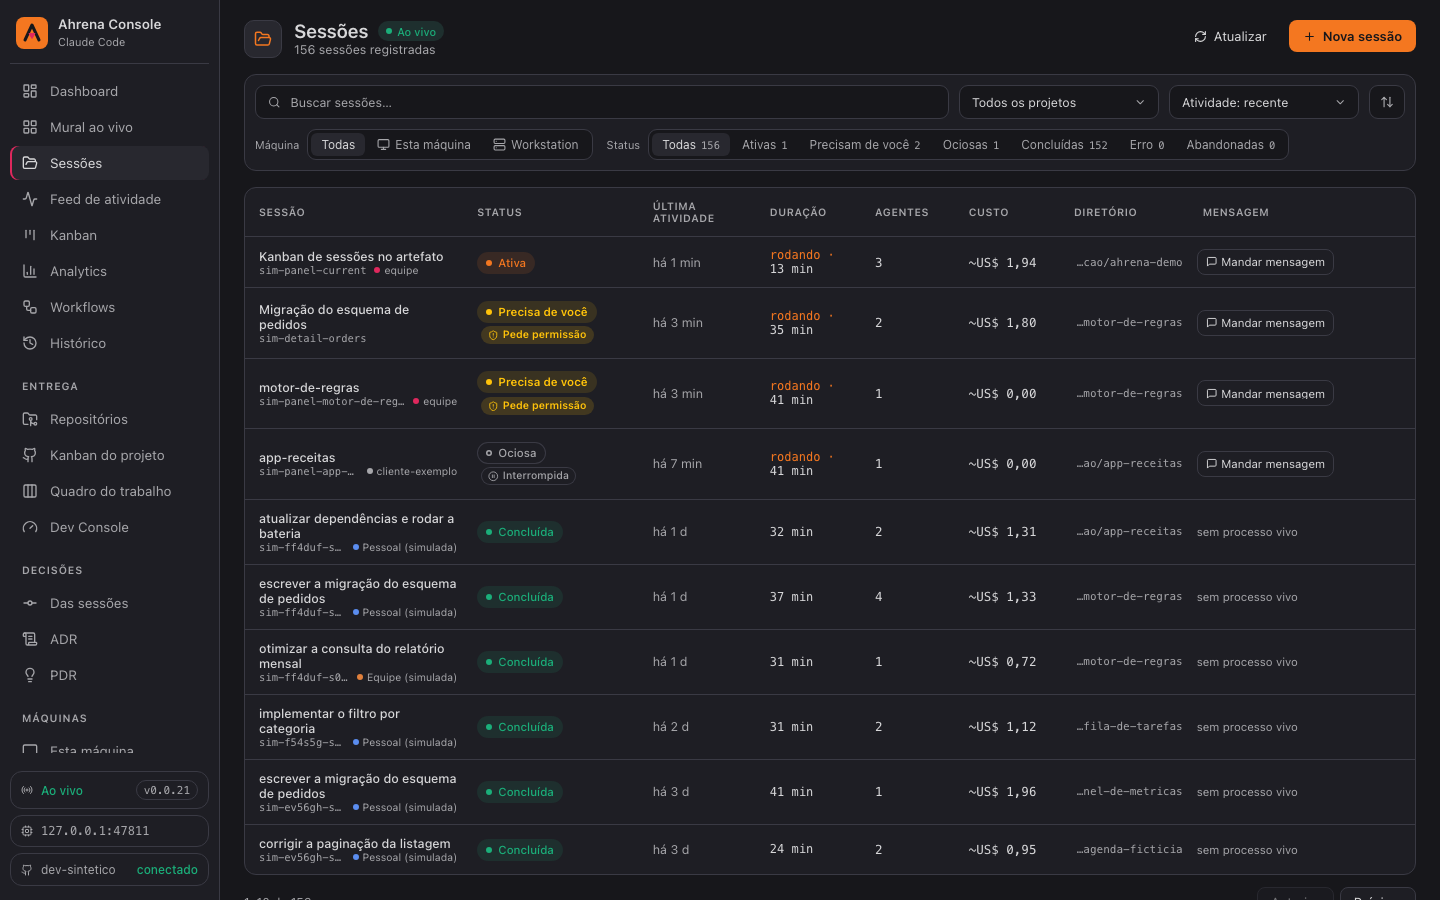 Ahrena Console
Claude Code
Dashboard
Mural ao vivo
Sessões
Feed de atividade
Kanban
Analytics
Workflows
Histórico
ENTREGA
Repositórios
Kanban do projeto
Quadro do trabalho
Dev Console
DECISÕES
Das sessões
ADR
PDR
MÁQUINAS
Esta máquina
Ao vivo v0.0.21
127.0.0.1:47811
dev-sintetico conectado
Sessões Ao vivo
156 sessões registradas
Atualizar
Nova sessão
Buscar sessões...
Todos os projetos
Atividade: recente
Máquina Todas Esta máquina Workstation Status Todas 156 Ativas 1 Precisam de você 2 Ociosas 1 Concluídas 152 Erro 0 Abandonadas 0
SESSÃO STATUS ÚLTIMA ATIVIDADE DURAÇÃO AGENTES CUSTO DIRETÓRIO MENSAGEM
Kanban de sessões no artefato
sim-panel-current equipe
Ativa
há 1 min
rodando ·
13 min
3
~US$ 1,94
…cao/ahrena-demo
Mandar mensagem
Migração do esquema de
pedidos
sim-detail-orders
Precisa de você
Pede permissão
há 3 min
rodando ·
35 min
2
~US$ 1,80
…motor-de-regras
Mandar mensagem
motor-de-regras
sim-panel-motor-de-reg… equipe
Precisa de você
Pede permissão
há 3 min
rodando ·
41 min
1
~US$ 0,00
…motor-de-regras
Mandar mensagem
app-receitas
sim-panel-app-… cliente-exemplo
Ociosa
Interrompida
há 7 min
rodando ·
41 min
1
~US$ 0,00
…ao/app-receitas
Mandar mensagem
atualizar dependências e rodar a
bateria
sim-ff4duf-s… Pessoal (simulada)
Concluída
há 1 d
32 min
2
~US$ 1,31
…ao/app-receitas
sem processo vivo
escrever a migração do esquema
de pedidos
sim-ff4duf-s… Pessoal (simulada)
Concluída
há 1 d
37 min
4
~US$ 1,33
…motor-de-regras
sem processo vivo
otimizar a consulta do relatório
mensal
sim-ff4duf-s0… Equipe (simulada)
Concluída
há 1 d
31 min
1
~US$ 0,72
…motor-de-regras
sem processo vivo
implementar o filtro por
categoria
sim-f54s5g-s… Pessoal (simulada)
Concluída
há 2 d
31 min
2
~US$ 1,12
…fila-de-tarefas
sem processo vivo
escrever a migração do esquema
de pedidos
sim-ev56gh-s… Pessoal (simulada)
Concluída
há 3 d
41 min
1
~US$ 1,96
…nel-de-metricas
sem processo vivo
corrigir a paginação da listagem
sim-ev56gh-s… Pessoal (simulada)
Concluída
há 3 d
24 min
2
~US$ 0,95
…agenda-ficticia
sem processo vivo